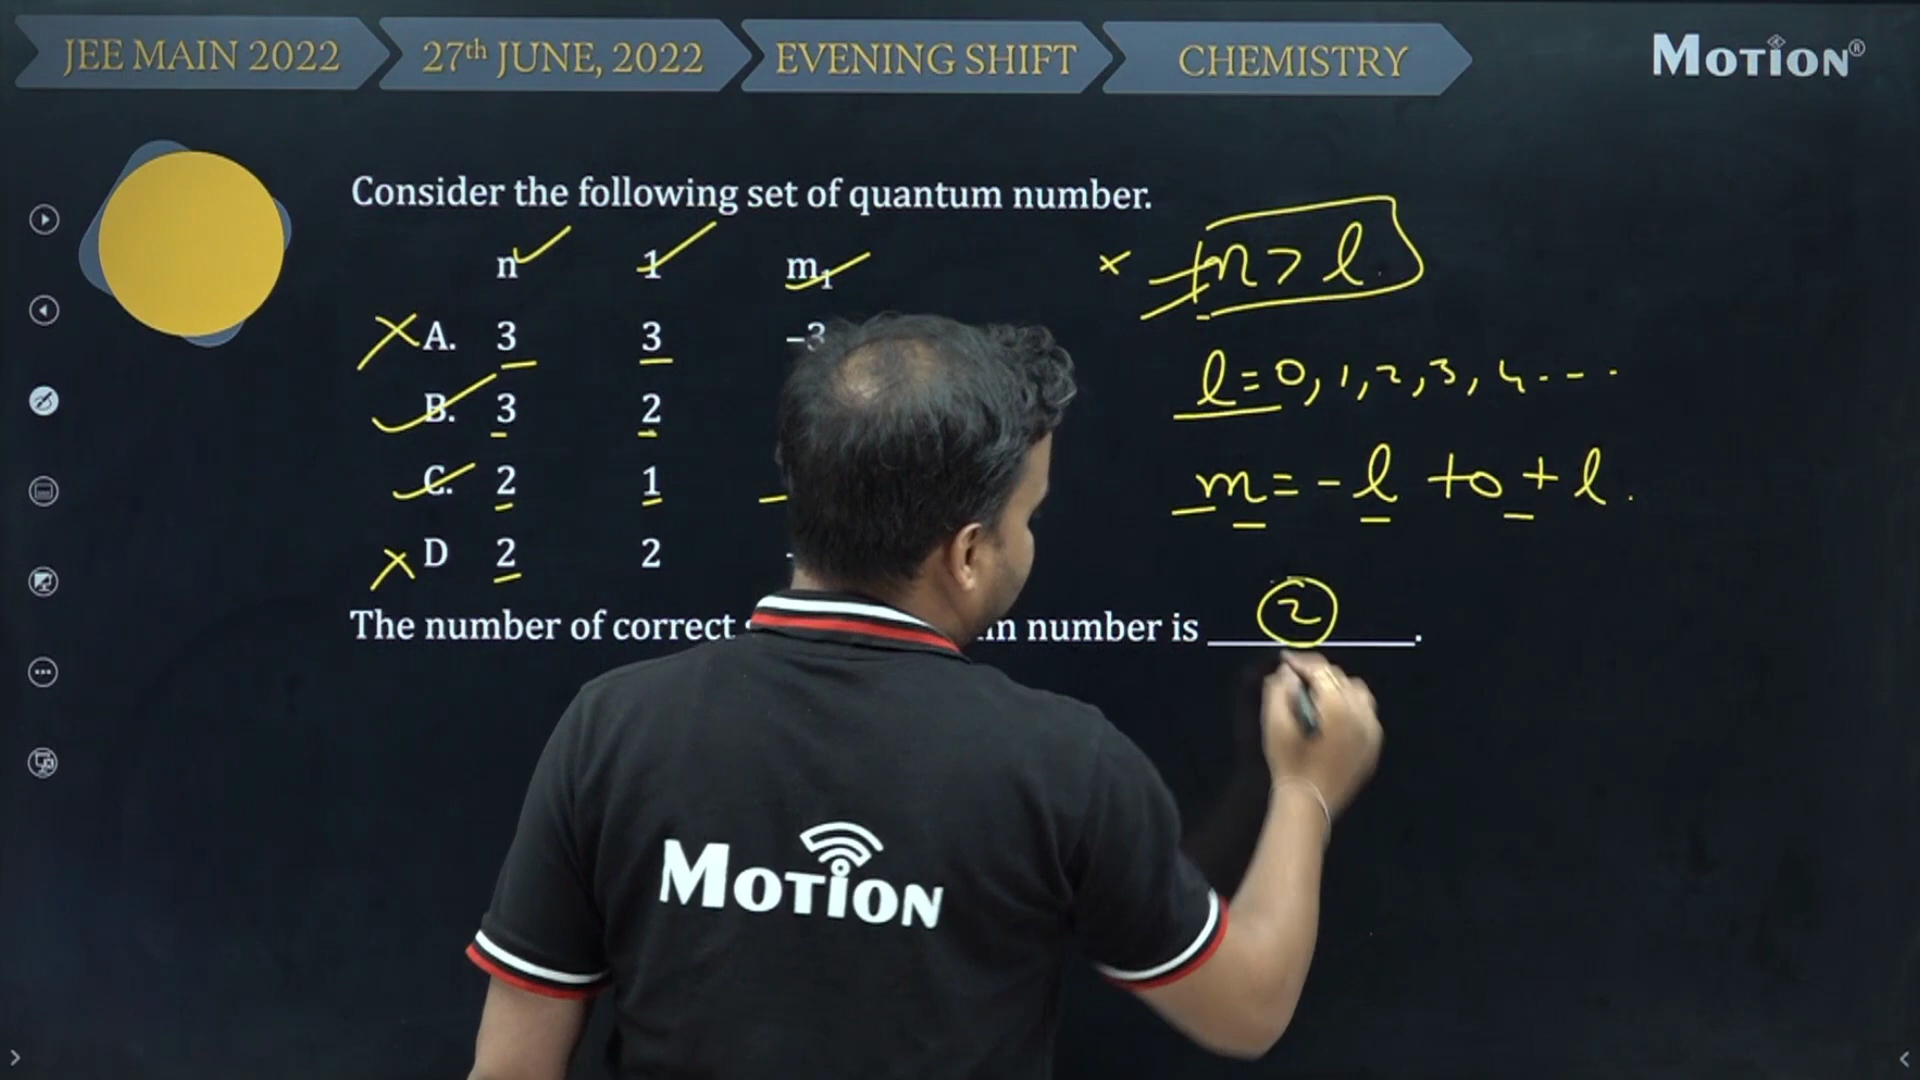 JEE MAIN 2022 27th JUNE, 2022 EVENING SHIFT CHEMISTRY MOTION®
Consider the following set of quantum number.
n 1 m1
A. 3 3 –3
B. 3 2
C. 2 1
D 2 2
The number of correct number is 2.
× n > l
l = 0, 1, 2, 3, 4 ....
m = - l to + l.
MOTION